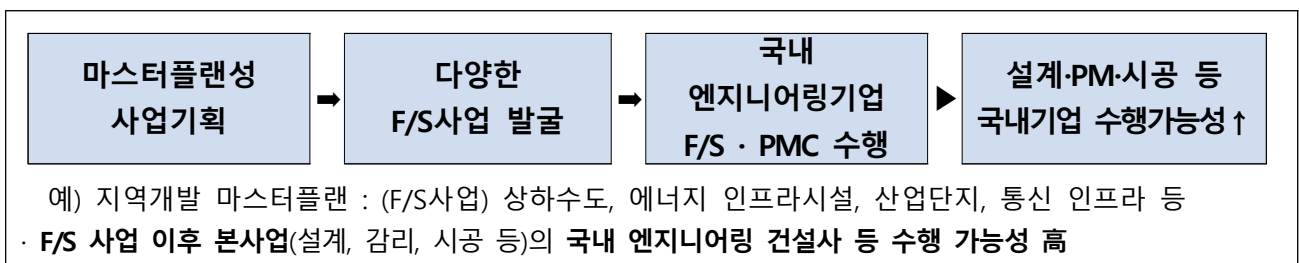 마스터플랜성
사업기획
➡
다양한
F/S사업 발굴
➡
국내
엔지니어링기업
F/S · PMC 수행
▶
설계·PM·시공 등
국내기업 수행가능성↑
예) 지역개발 마스터플랜 : (F/S사업) 상하수도, 에너지 인프라시설, 산업단지, 통신 인프라 등
· F/S 사업 이후 본사업(설계, 감리, 시공 등)의 국내 엔지니어링 건설사 등 수행 가능성 高